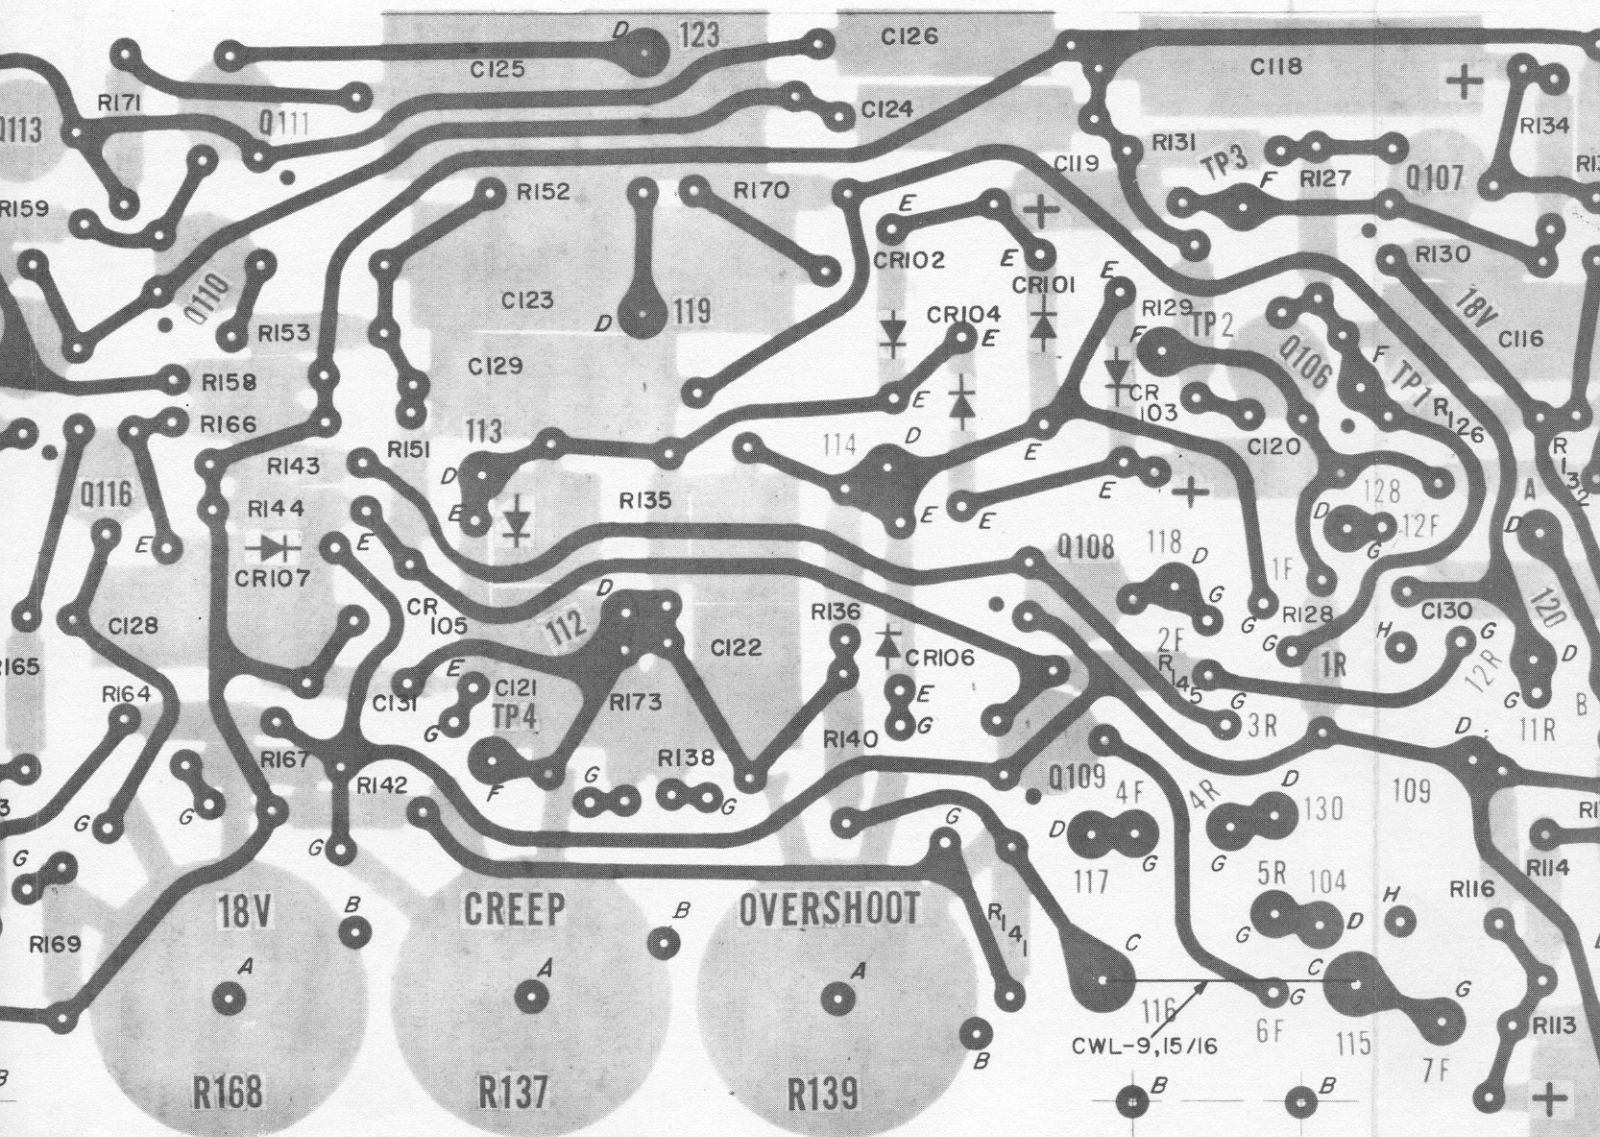 D 123
C125
C126
C118
+
R171
Q113
Q111
C124
R131
R134
C119
TP3
F
R127
Q107
R159
R152
R170
E
+
CR102
E
CR101
R130
18V
Q110
C123
D 119
CR104
E
E
R129
TP2
F
C116
R153
C129
Q106
F
TP1
R126
R158
E
CR103
R166
R151
113
114
D
E
C120
R132
R143
D
Q116
R144
E
R135
E
E
E
+
128
A
D 12F
G
D
E
E
CR107
Q108
118
D
1F
C128
CR105
112
D
R136
G
2F
G
R128
G
C130
H
G
120
R165
C122
CR106
R145
1R
12R
D
R164
C131
E
C121
TP4
G
R173
E
G
G
3R
G
11R
B
R167
R142
R140
R138
Q109
D
G
G
F
G
G
4F
4R
D
130
109
G
G
G
D
G
G
R114
117
5R
104
R116
18V
B
CREEP
B
OVERSHOOT
R141
G
D
H
R169
A
A
A
C
C
G
G
116
6F
115
R113
CWL-9,15/16
B
7F
R168
R137
R139
B
B
+